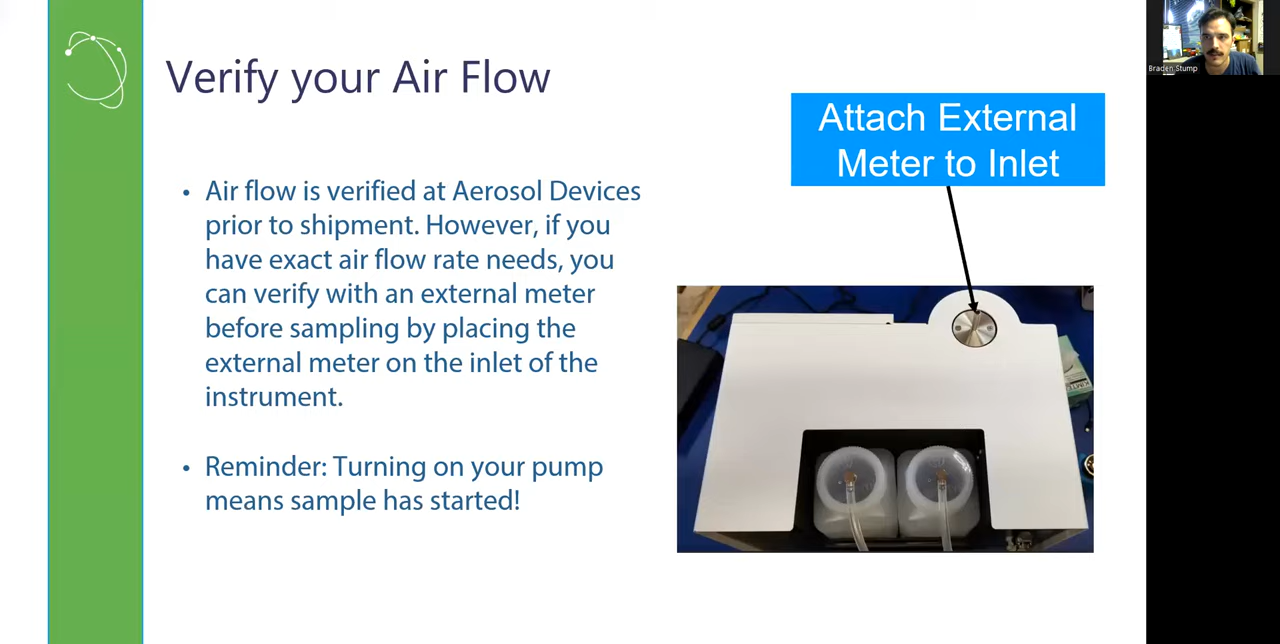 Verify your Air Flow
Braden Stump
Attach External
Meter to Inlet
• Air flow is verified at Aerosol Devices
prior to shipment. However, if you
have exact air flow rate needs, you
can verify with an external meter
before sampling by placing the
external meter on the inlet of the
instrument.
• Reminder: Turning on your pump
means sample has started!